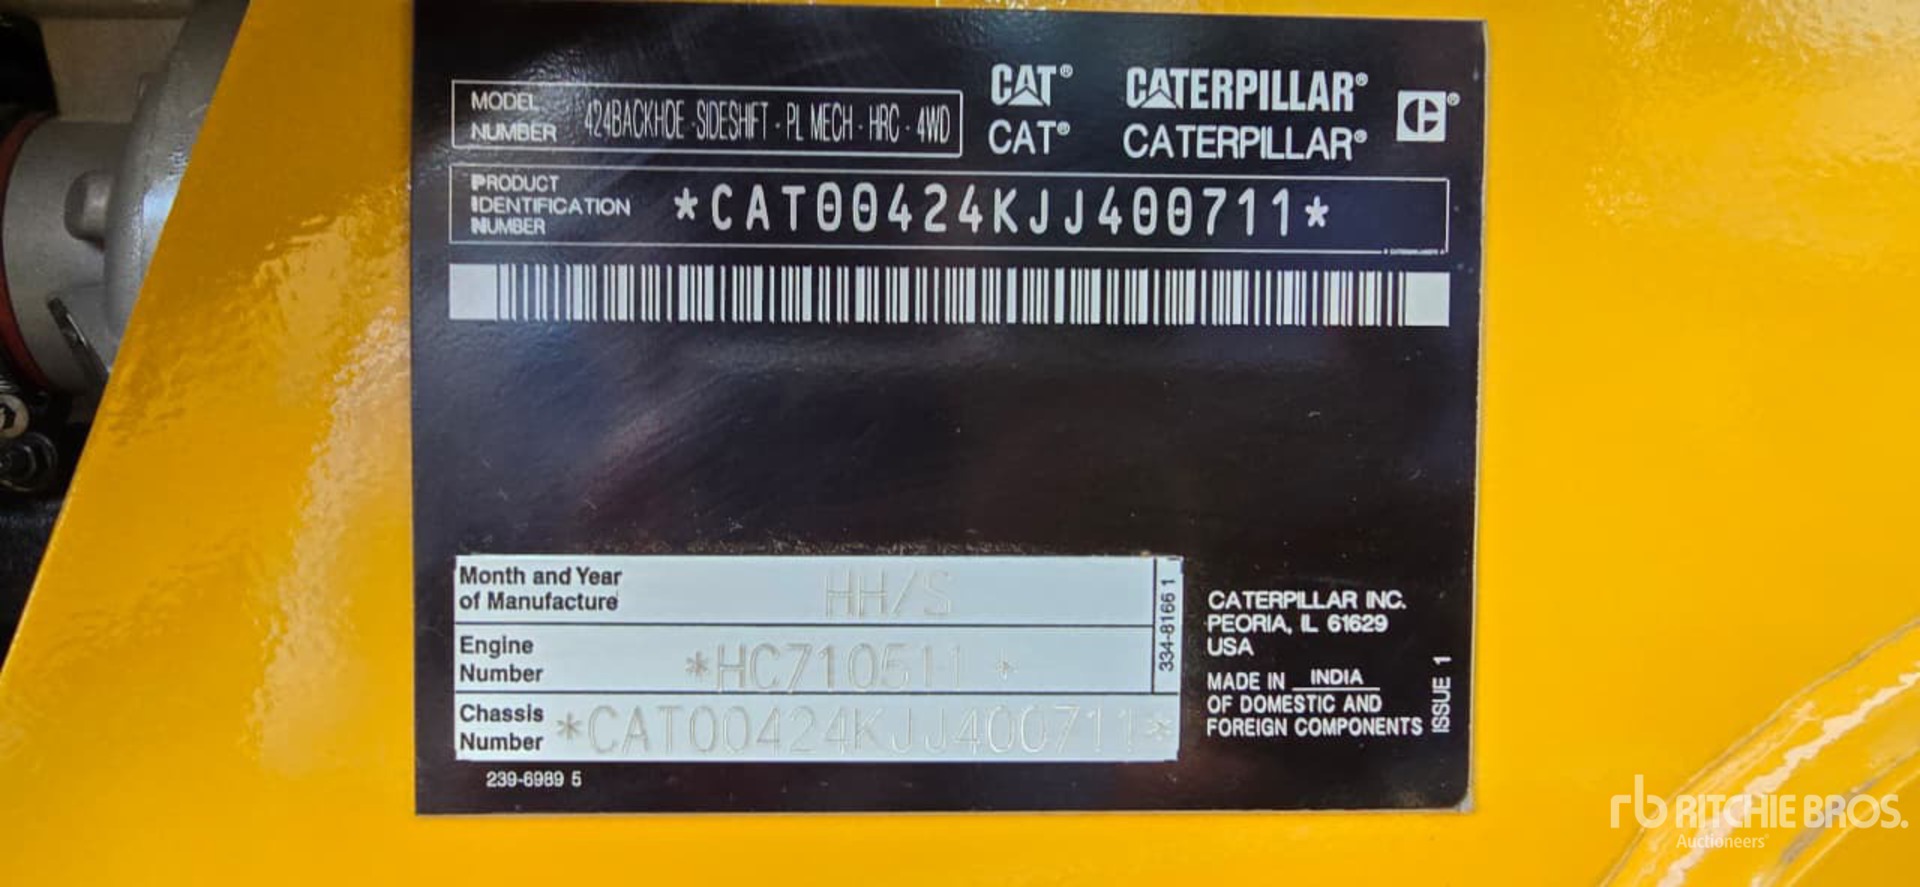 CAT® CATERPILLAR®
MODEL NUMBER 424BACKHOE -SIDESHIFT - PL MECH - HRC - 4WD
CAT® CATERPILLAR®
PRODUCT IDENTIFICATION NUMBER *CAT00424KJJ400711*
Month and Year of Manufacture HH/S
Engine Number *HC710511 *
Chassis Number *CAT00424KJJ400711*
334-8166 1
239-6989 5
CATERPILLAR INC.
PEORIA, IL 61629
USA
MADE IN INDIA
OF DOMESTIC AND
FOREIGN COMPONENTS
ISSUE 1
rb RITCHIE BROS.
Auctioneers